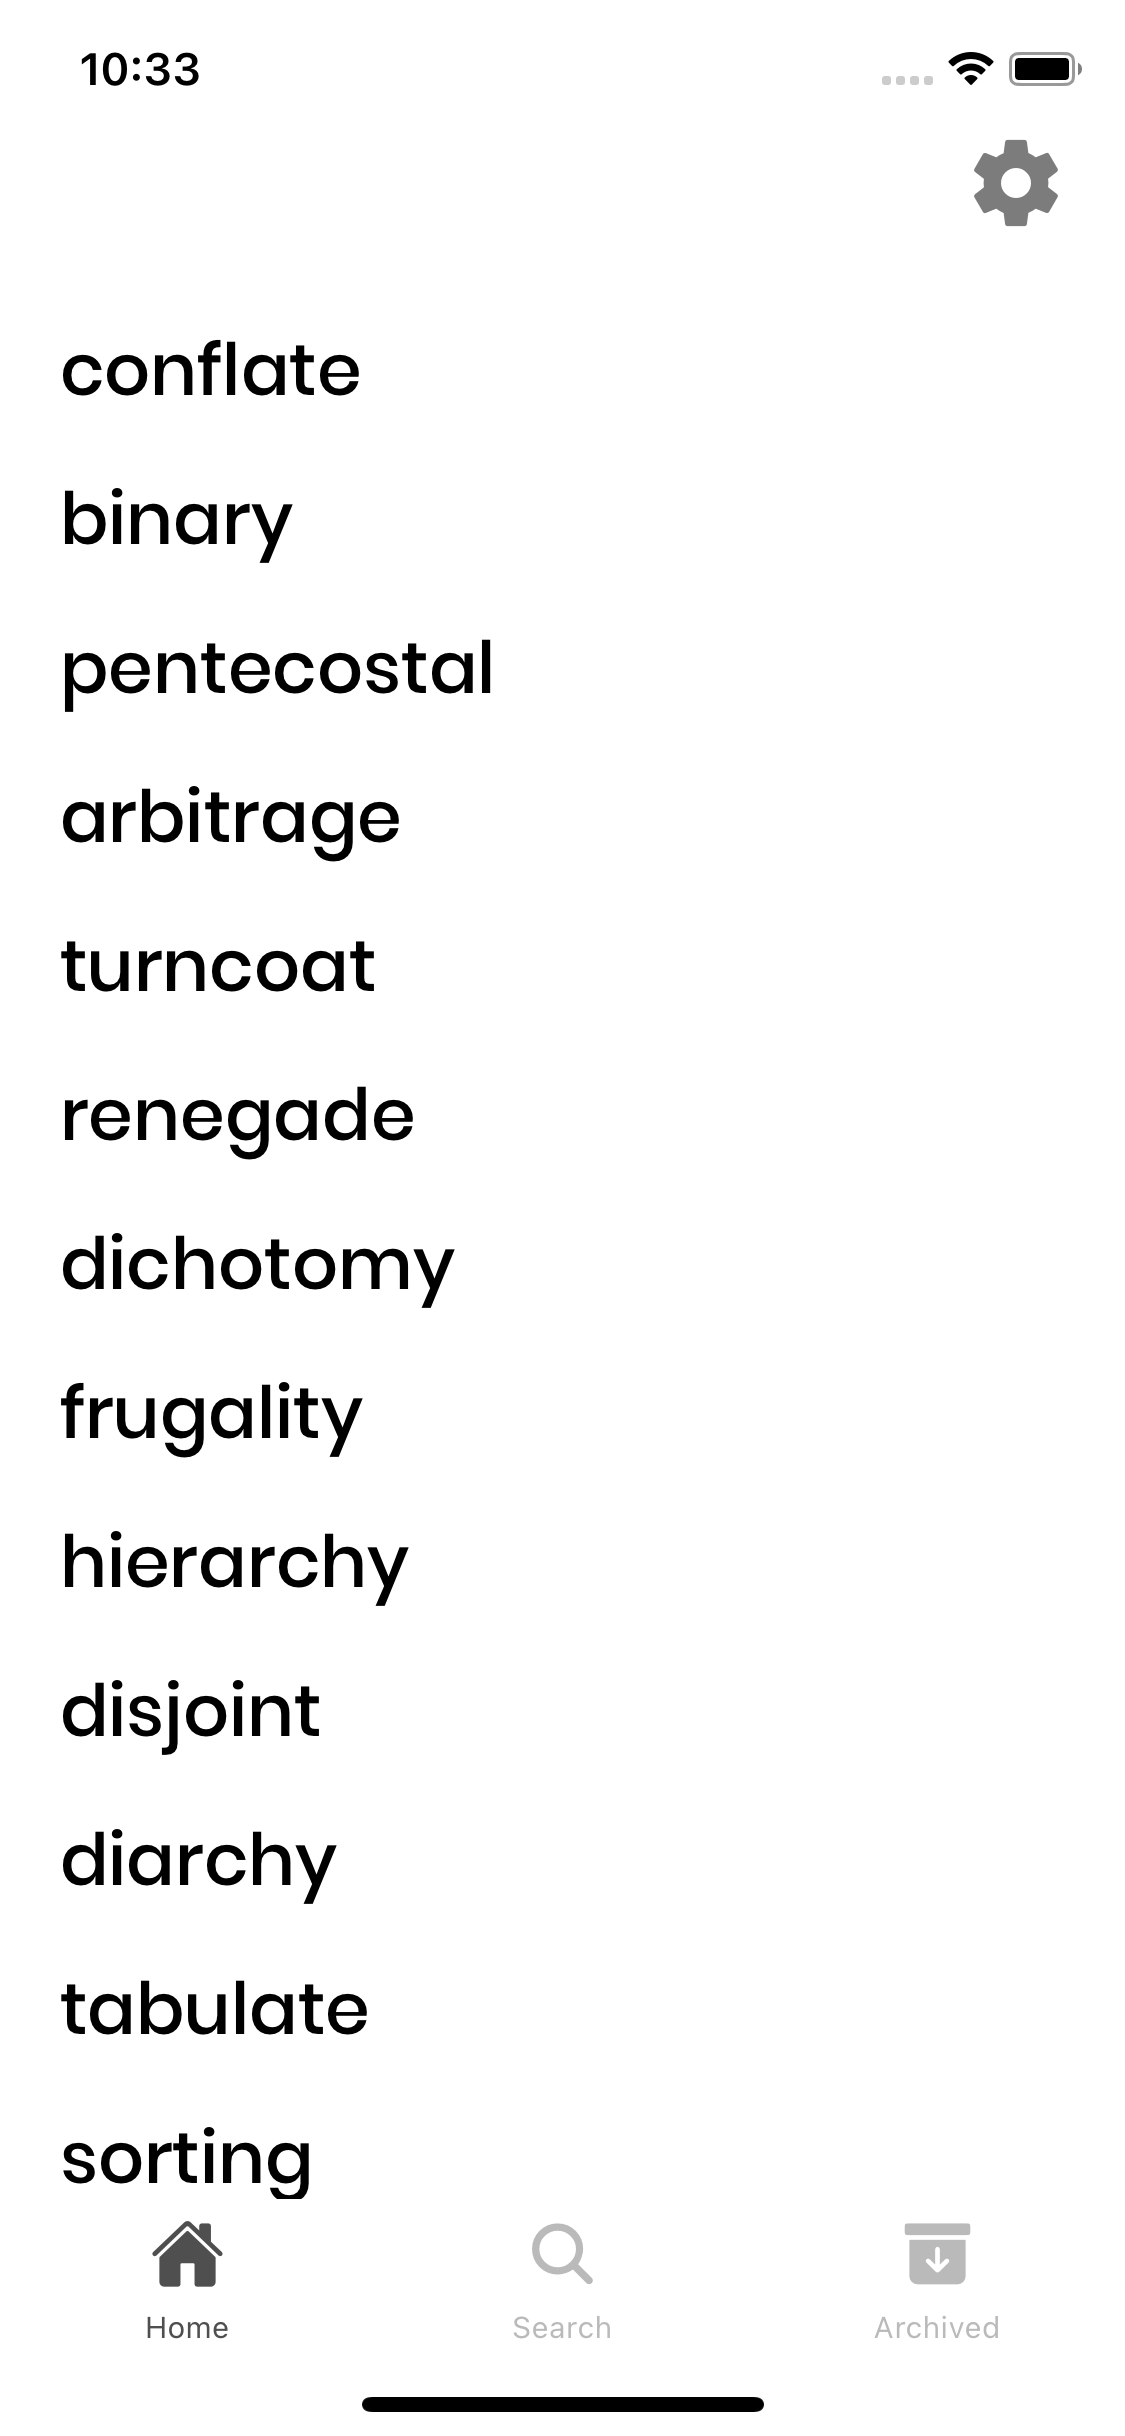 10:33
conflate
binary
pentecostal
arbitrage
turncoat
renegade
dichotomy
frugality
hierarchy
disjoint
diarchy
tabulate
sorting
Home Search Archived